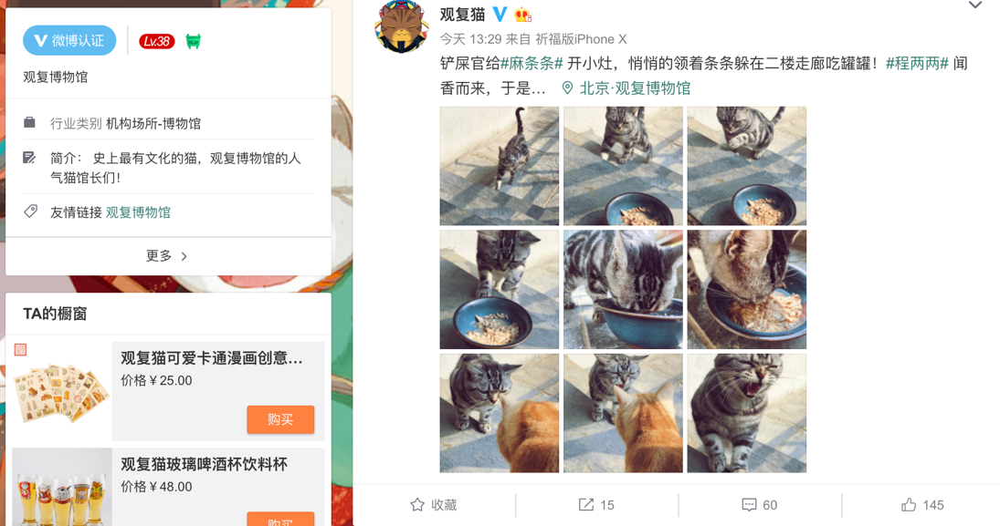 微博认证
Lv.38
观复博物馆
行业类别 机构场所-博物馆
简介： 史上最有文化的猫，观复博物馆的人
气猫馆长们！
友情链接 观复博物馆
更多
TA的橱窗
观复猫可爱卡通漫画创意...
价格￥25.00
购买
观复猫玻璃啤酒杯饮料杯
价格￥48.00
购买
观复猫
今天 13:29 来自 祈福版iPhone X
铲屎官给#麻条条# 开小灶，悄悄的领着条条躲在二楼走廊吃罐罐！#程两两# 闻
香而来，于是... 北京·观复博物馆
收藏
15
60
145